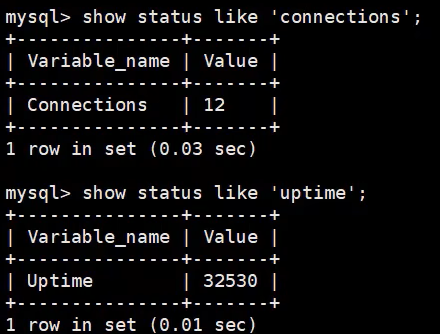 mysql> show status like 'connections';
+---------------+-------+
| Variable_name | Value |
+---------------+-------+
| Connections   | 12    |
+---------------+-------+
1 row in set (0.03 sec)

mysql> show status like 'uptime';
+---------------+-------+
| Variable_name | Value |
+---------------+-------+
| Uptime        | 32530 |
+---------------+-------+
1 row in set (0.01 sec)